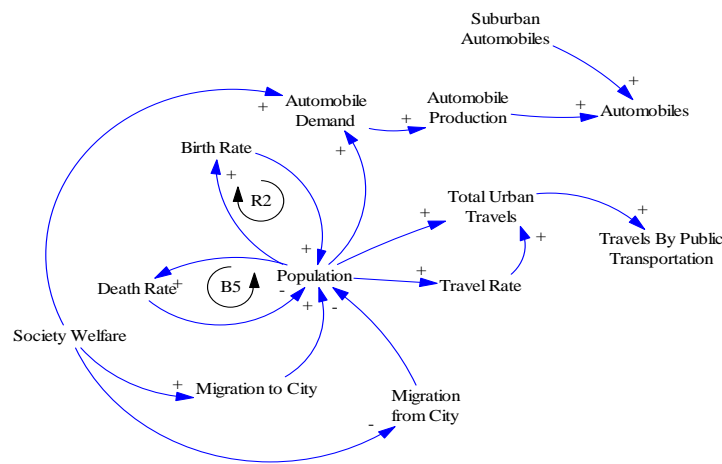 Suburban
Automobiles
+
Automobile
Demand
+
+
Automobile
Production
+
Automobiles
+
Birth Rate
+
R2
+
Total Urban
Travels
+
+
Travels By Public
Transportation
+
Population
+
Travel Rate
Death Rate
+
B5
-
+
-
Society Welfare
+
Migration to City
Migration
from City
-